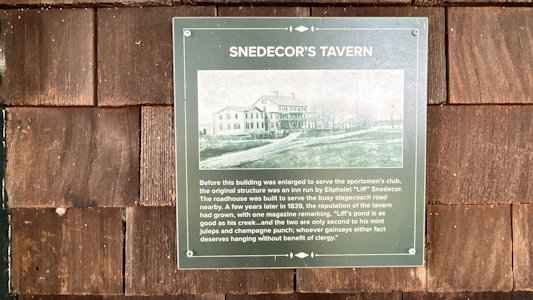 SNEDECOR'S TAVERN
Before this building was enlarged to serve the sportsmen's club,
the original structure was an inn run by Eliphalet "Liff" Snedecor.
The roadhouse was built to serve the busy stagecoach road
nearby. A few years later in 1839, the reputation of the tavern
had grown, with one magazine remarking, "Liff's pond is as
good as his creek...and the two are only second to his mint
juleps and champagne punch; whoever gainsays either fact
deserves hanging without benefit of clergy."